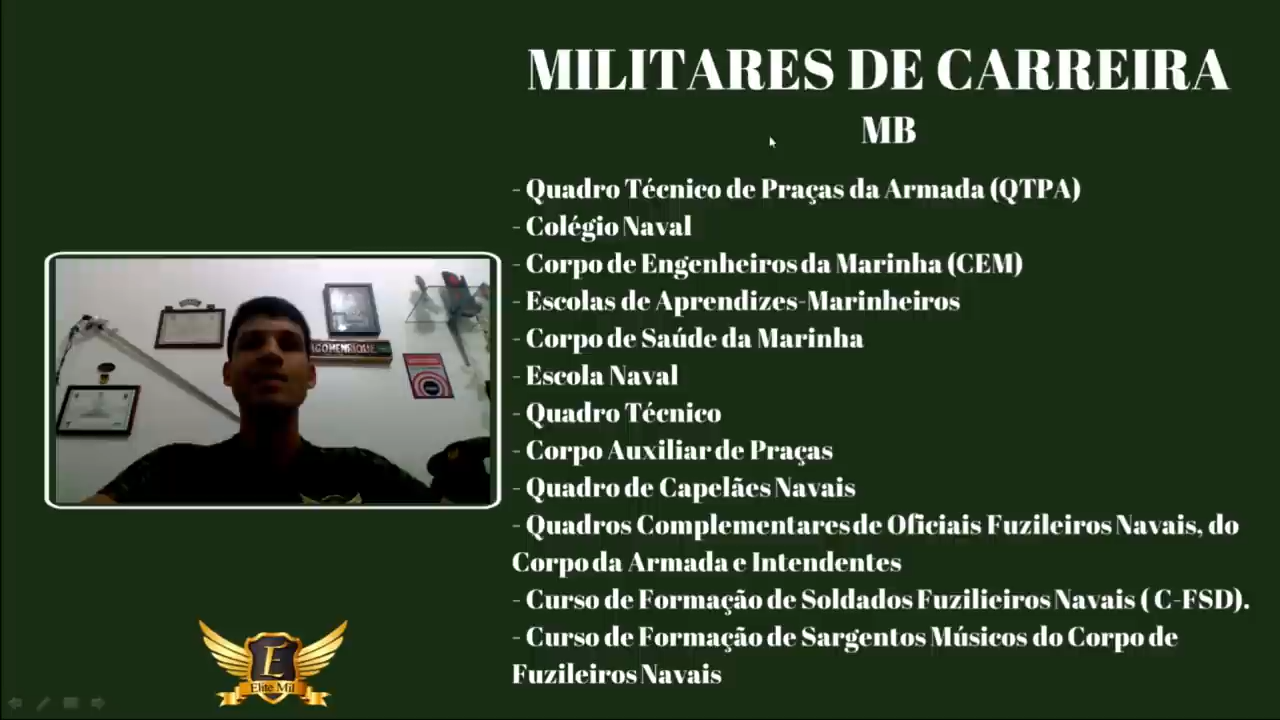 MILITARES DE CARREIRA
MB
- Quadro Técnico de Praças da Armada (QTPA)
- Colégio Naval
- Corpo de Engenheiros da Marinha (CEM)
- Escolas de Aprendizes-Marinheiros
- Corpo de Saúde da Marinha
- Escola Naval
- Quadro Técnico
- Corpo Auxiliar de Praças
- Quadro de Capelães Navais
- Quadros Complementares de Oficiais Fuzileiros Navais, do
Corpo da Armada e Intendentes
- Curso de Formação de Soldados Fuzilieiros Navais ( C-FSD).
- Curso de Formação de Sargentos Músicos do Corpo de
Fuzileiros Navais
E
Elite Mil